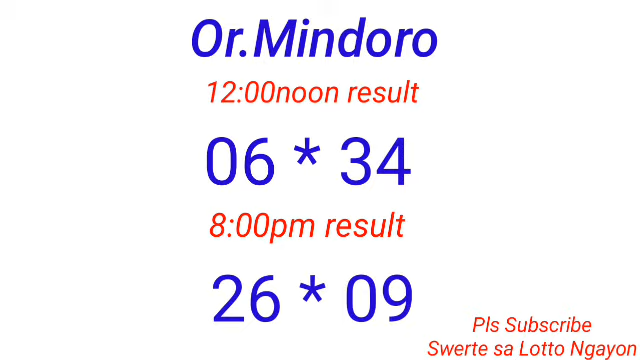 Or.Mindoro
12:00noon result
06 * 34
8:00pm result
26 * 09
Pls Subscribe
Swerte sa Lotto Ngayon